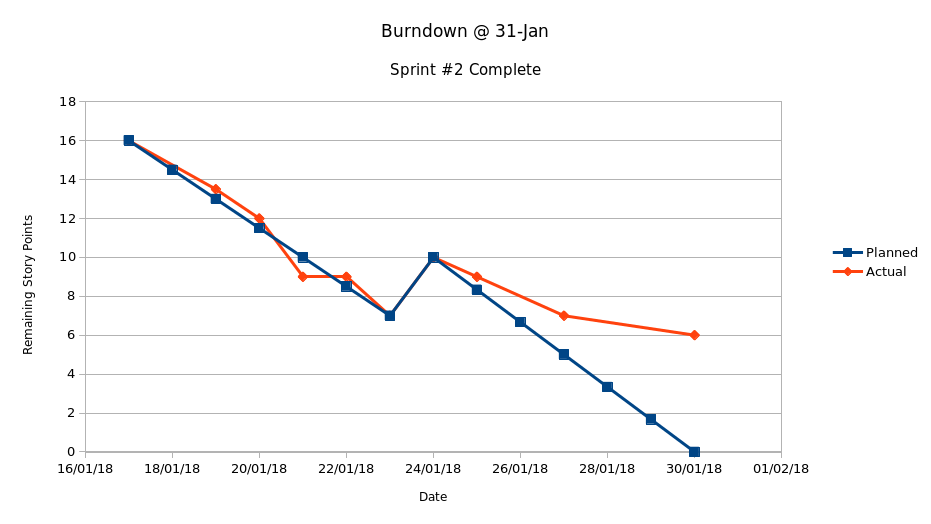 Burndown @ 31-Jan
Sprint #2 Complete
18
16
14
12
10
8
6
4
2
0
Remaining Story Points
16/01/18 18/01/18 20/01/18 22/01/18 24/01/18 26/01/18 28/01/18 30/01/18 01/02/18
Date
Planned
Actual